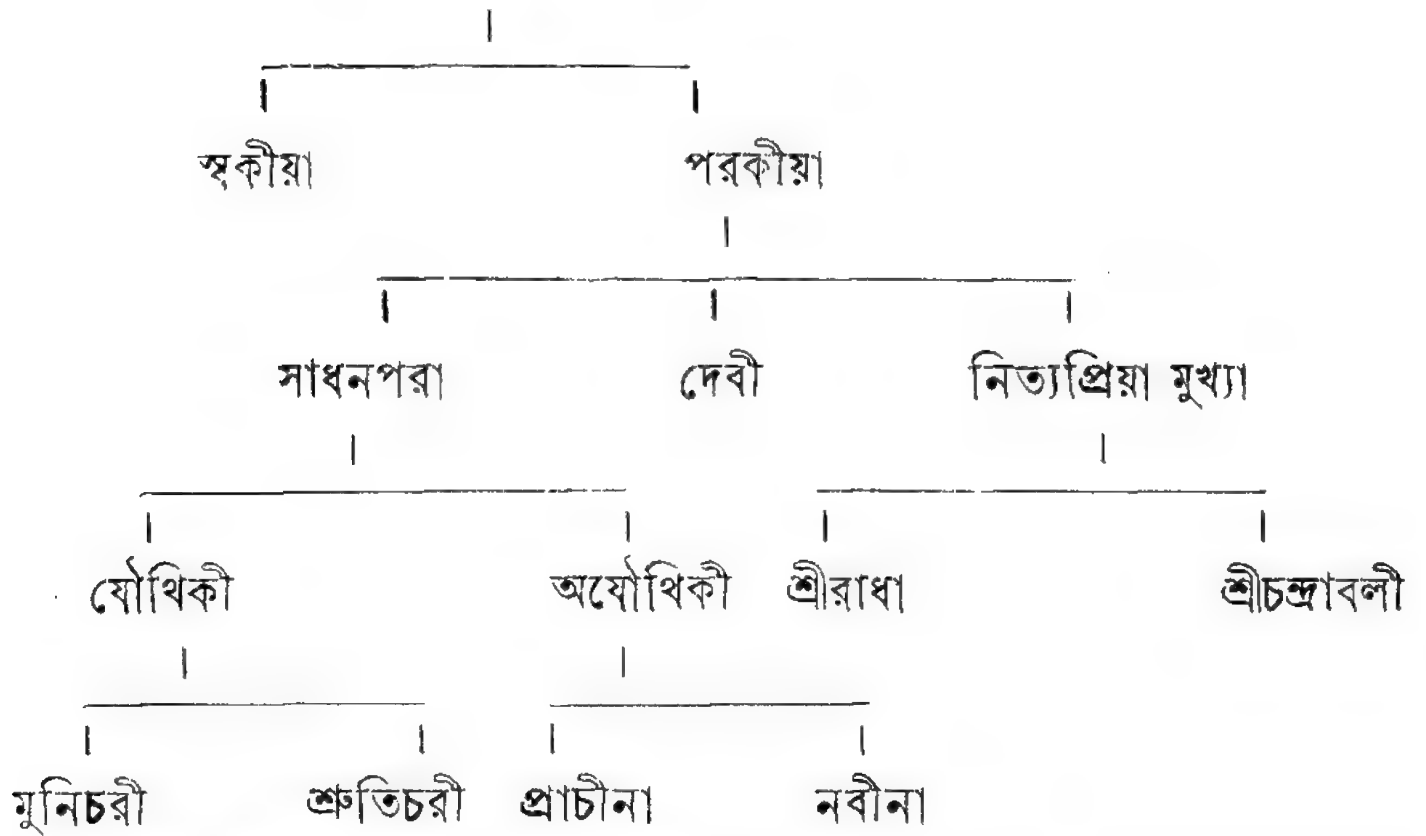 স্বকীয়া পরকীয়া
সাধনপরা দেবী নিত্যপ্রিয়া মুখ্যা
যৌথিকী অযৌথিকী শ্রীরাধা শ্রীচন্দ্রাবলী
মুনিচরী শ্রুতিচরী প্রাচীনা নবীনা